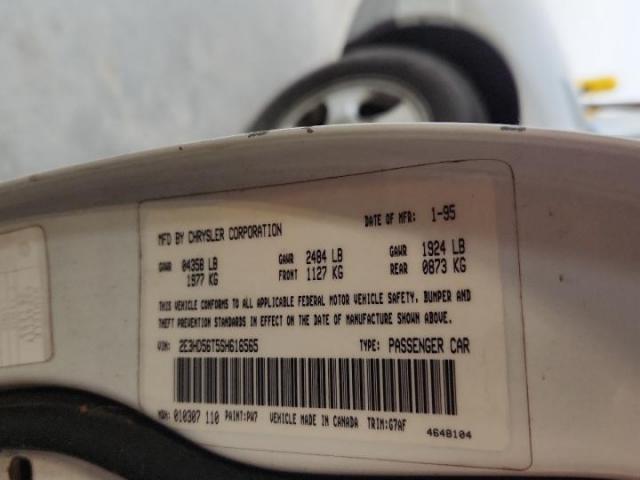 MFD BY CHRYSLER CORPORATION DATE OF MFR: 1-95
GVWR 04358 LB GAWR 2484 LB GAWR 1924 LB
1977 KG FRONT 1127 KG REAR 0873 KG
THIS VEHICLE CONFORMS TO ALL APPLICABLE FEDERAL MOTOR VEHICLE SAFETY, BUMPER AND
THEFT PREVENTION STANDARDS IN EFFECT ON THE DATE OF MANUFACTURE SHOWN ABOVE.
VIN: 2E3HD56T5SH616565 TYPE: PASSENGER CAR
MDH: 010307 110 PAINT:PW7 VEHICLE MADE IN CANADA TRIM:G7AF
4648104